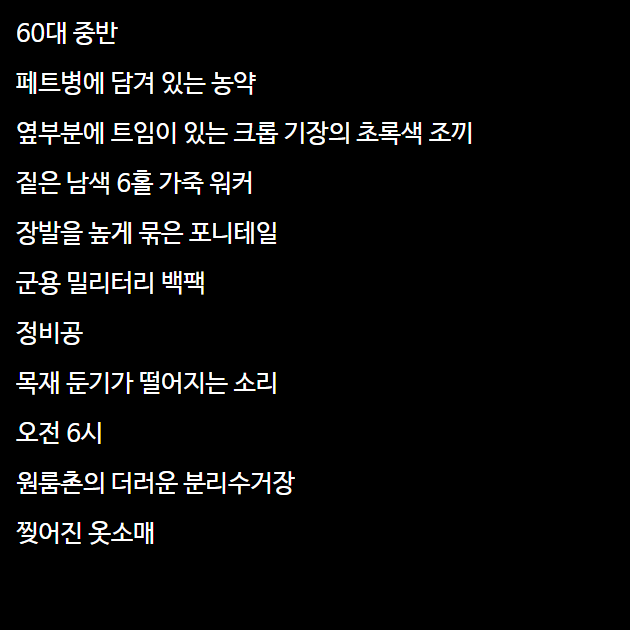 60대 중반
페트병에 담겨 있는 농약
옆부분에 트임이 있는 크롭 기장의 초록색 조끼
짙은 남색 6홀 가죽 워커
장발을 높게 묶은 포니테일
군용 밀리터리 백팩
정비공
목재 둔기가 떨어지는 소리
오전 6시
원룸촌의 더러운 분리수거장
찢어진 옷소매